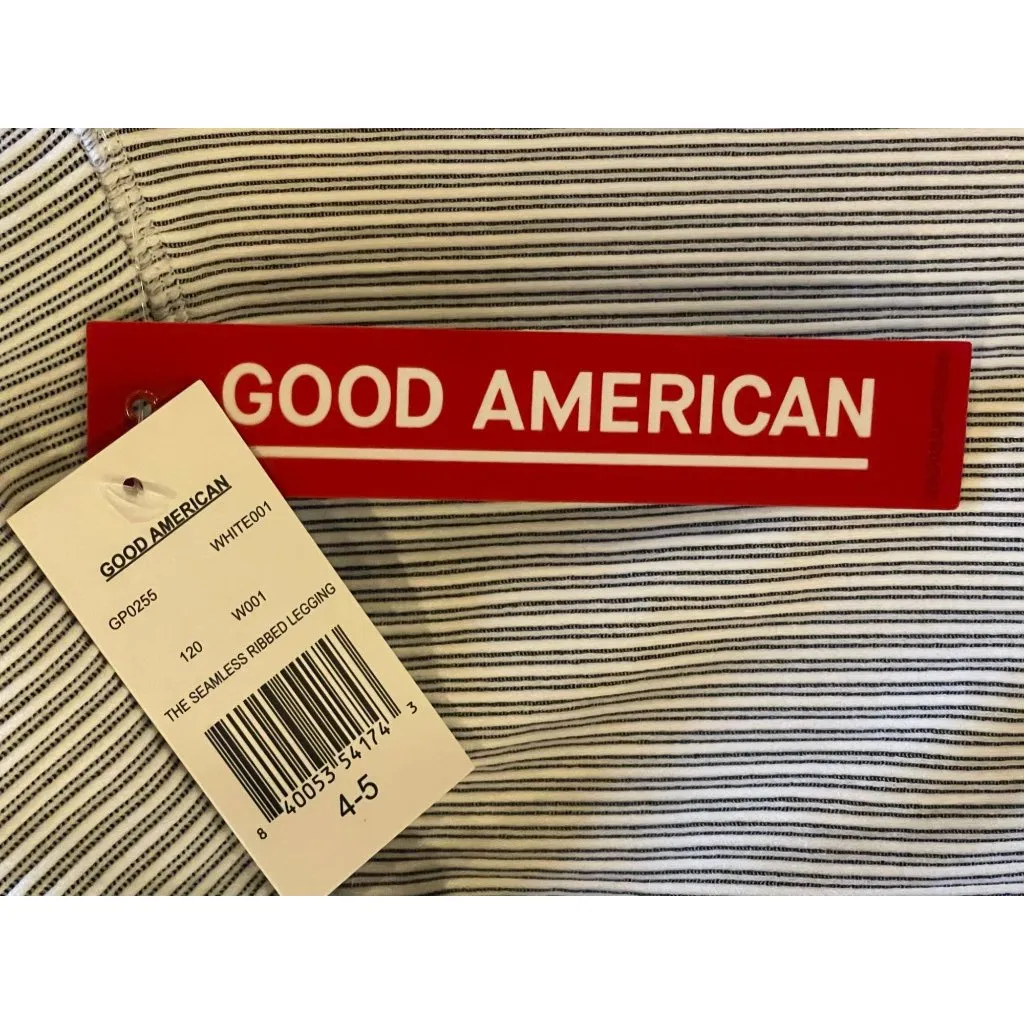 GOOD AMERICAN
GOOD AMERICAN
WHITE001
GP0255
W001
120
THE SEAMLESS RIBBED LEGGING
8 40053 54174 3
4-5